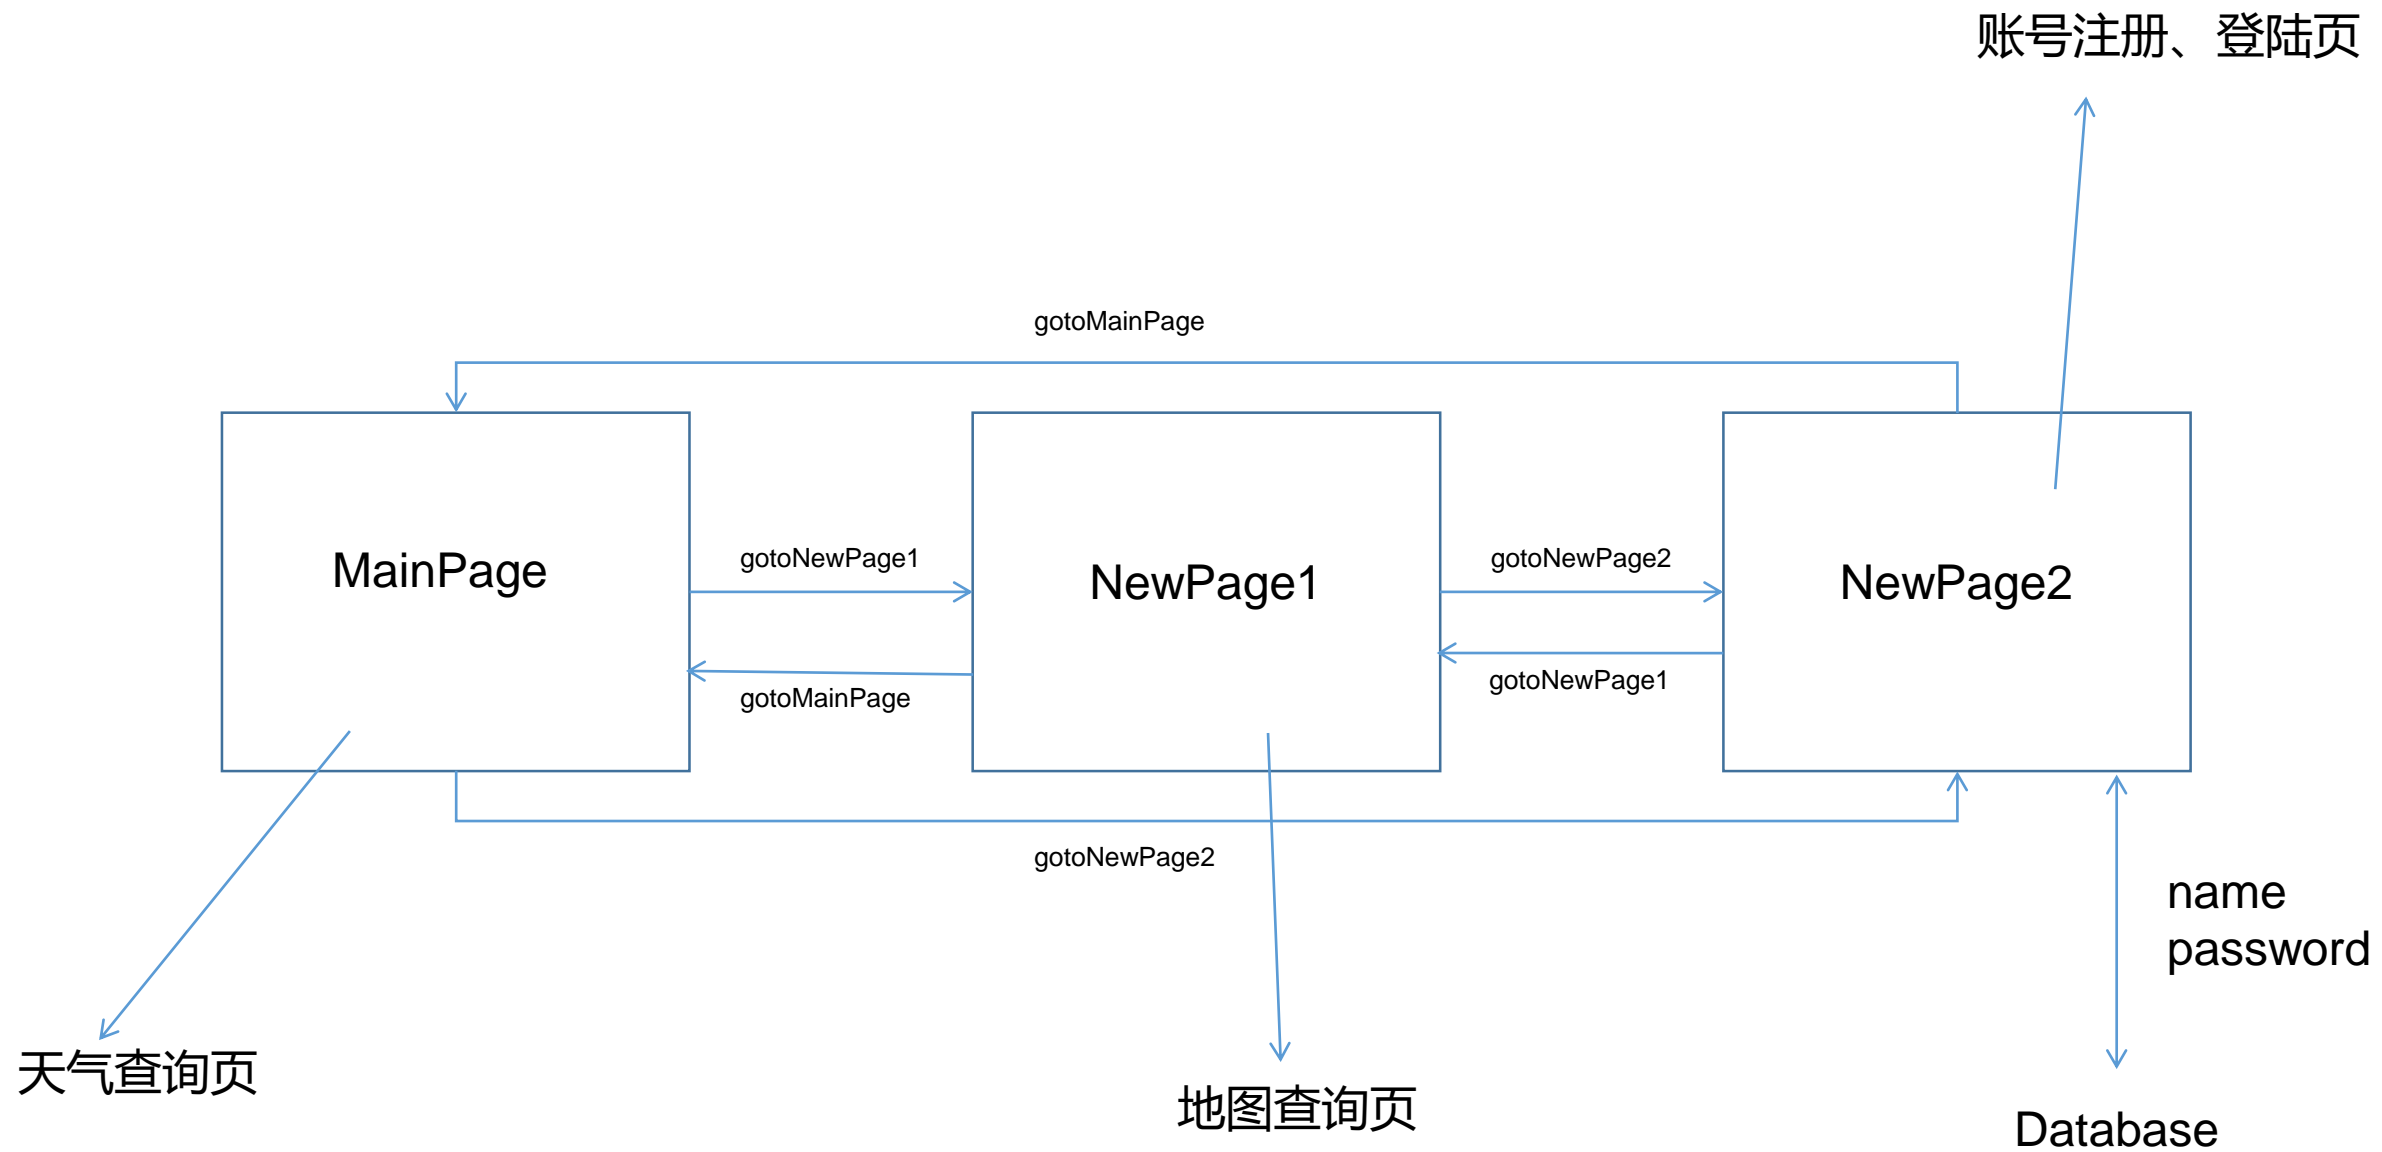 账号注册、登陆页
gotoMainPage
MainPage
gotoNewPage1
NewPage1
gotoNewPage2
NewPage2
gotoMainPage
gotoNewPage1
gotoNewPage2
name
password
天气查询页
地图查询页
Database